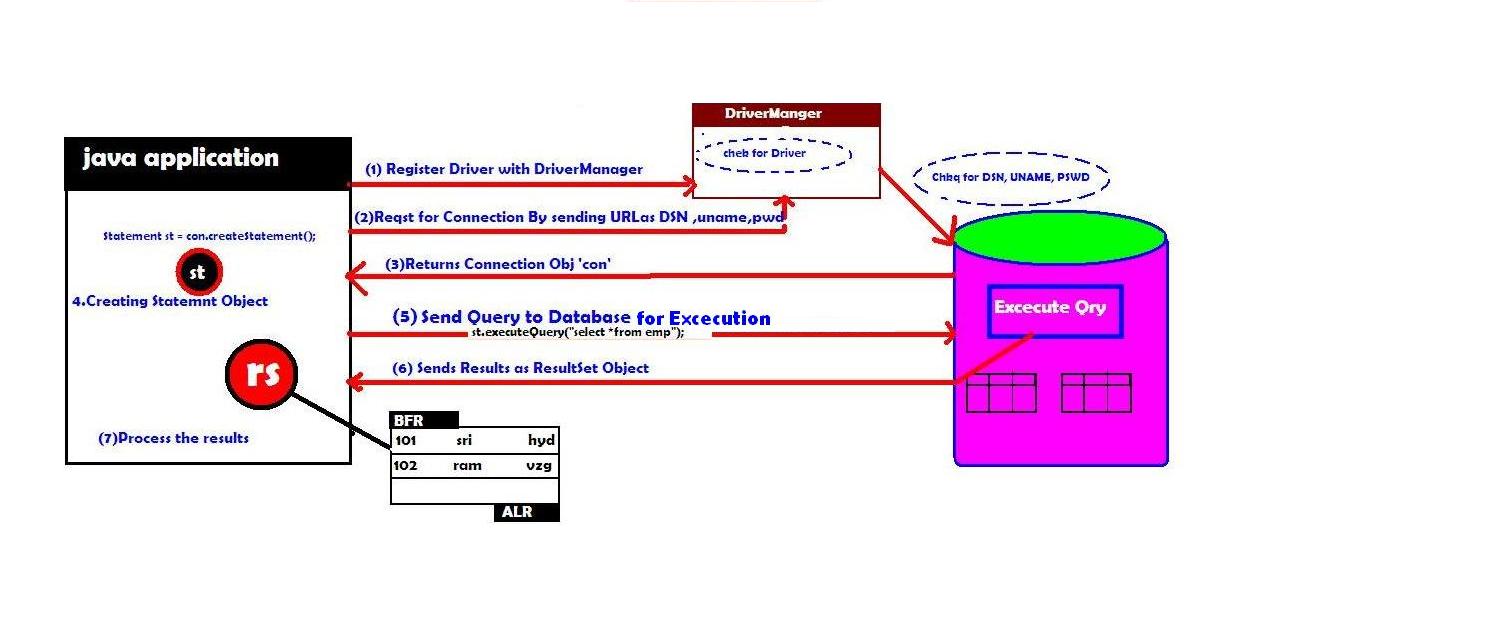 DriverManger
chek for Driver
java application
(1) Register Driver with DriverManager
Chkq for DSN, UNAME, PSWD
(2)Reqst for Connection By sending URLas DSN ,uname,pwd
Statement st = con.createStatement();
st
(3)Returns Connection Obj 'con'
4.Creating Statemnt Object
Excecute Qry
(5) Send Query to Database for Excecution
st.executeQuery("select *from emp");
rs
(6) Sends Results as ResultSet Object
BFR
(7)Process the results
101 sri hyd
102 ram vzg
ALR